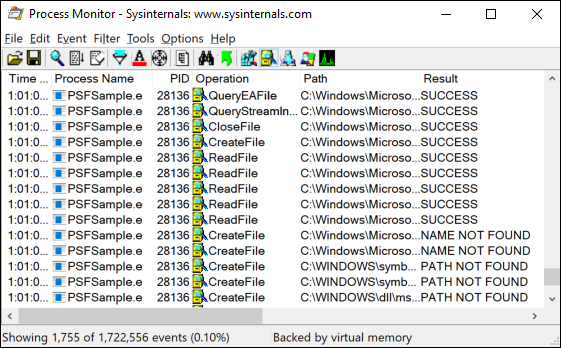 Process Monitor - Sysinternals: www.sysinternals.com
File Edit Event Filter Tools Options Help
Time ... Process Name PID Operation Path Result
1:01:0... PSFSample.e 28136 QueryEAFile C:\Windows\Microso...SUCCESS
1:01:0... PSFSample.e 28136 QueryStreamIn... C:\Windows\Microso...SUCCESS
1:01:0... PSFSample.e 28136 CloseFile C:\Windows\Microso...SUCCESS
1:01:0... PSFSample.e 28136 CreateFile C:\Windows\Microso...SUCCESS
1:01:0... PSFSample.e 28136 ReadFile C:\Windows\Microso...SUCCESS
1:01:0... PSFSample.e 28136 ReadFile C:\Windows\Microso...SUCCESS
1:01:0... PSFSample.e 28136 ReadFile C:\Windows\Microso...SUCCESS
1:01:0... PSFSample.e 28136 ReadFile C:\Windows\Microso...SUCCESS
1:01:0... PSFSample.e 28136 ReadFile C:\Windows\Microso...SUCCESS
1:01:0... PSFSample.e 28136 CreateFile C:\Windows\Microso...NAME NOT FOUND
1:01:0... PSFSample.e 28136 CreateFile C:\Windows\Microso...NAME NOT FOUND
1:01:0... PSFSample.e 28136 CreateFile C:\WINDOWS\symb... PATH NOT FOUND
1:01:0... PSFSample.e 28136 CreateFile C:\WINDOWS\symb... PATH NOT FOUND
1:01:0... PSFSample.e 28136 CreateFile C:\WINDOWS\dll\ms... PATH NOT FOUND
Showing 1,755 of 1,722,556 events (0.10%) Backed by virtual memory